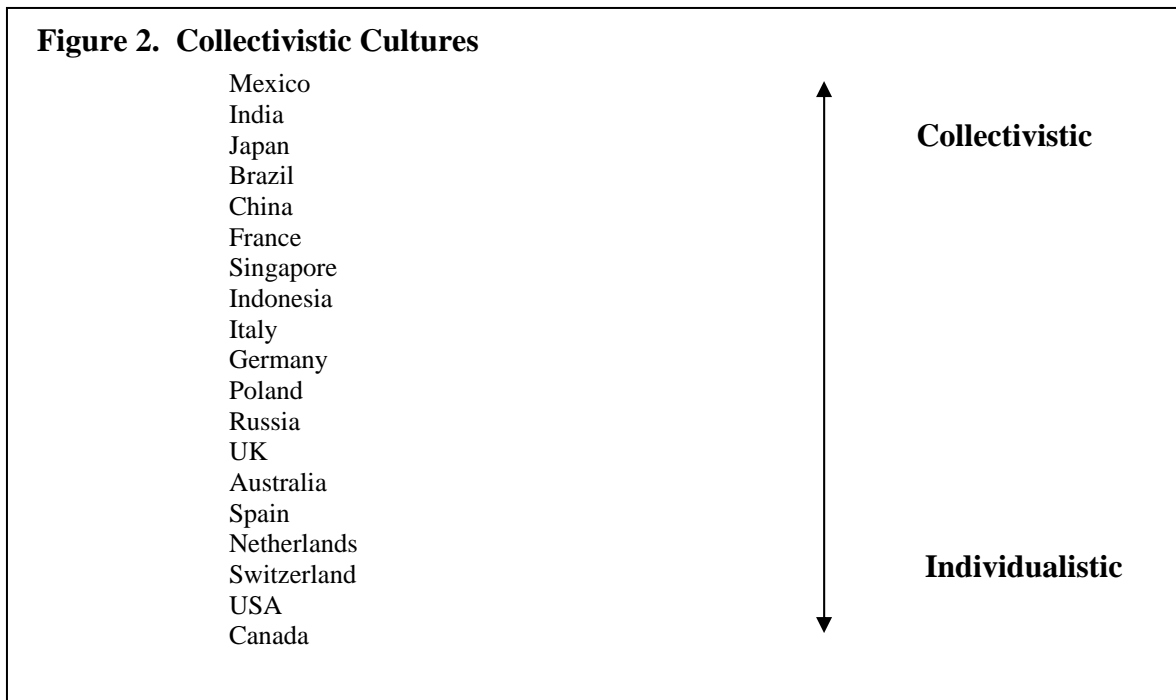 Figure 2.  Collectivistic Cultures
Mexico
India
Japan
Brazil
China
France
Singapore
Indonesia
Italy
Germany
Poland
Russia
UK
Australia
Spain
Netherlands
Switzerland
USA
Canada
Collectivistic
Individualistic